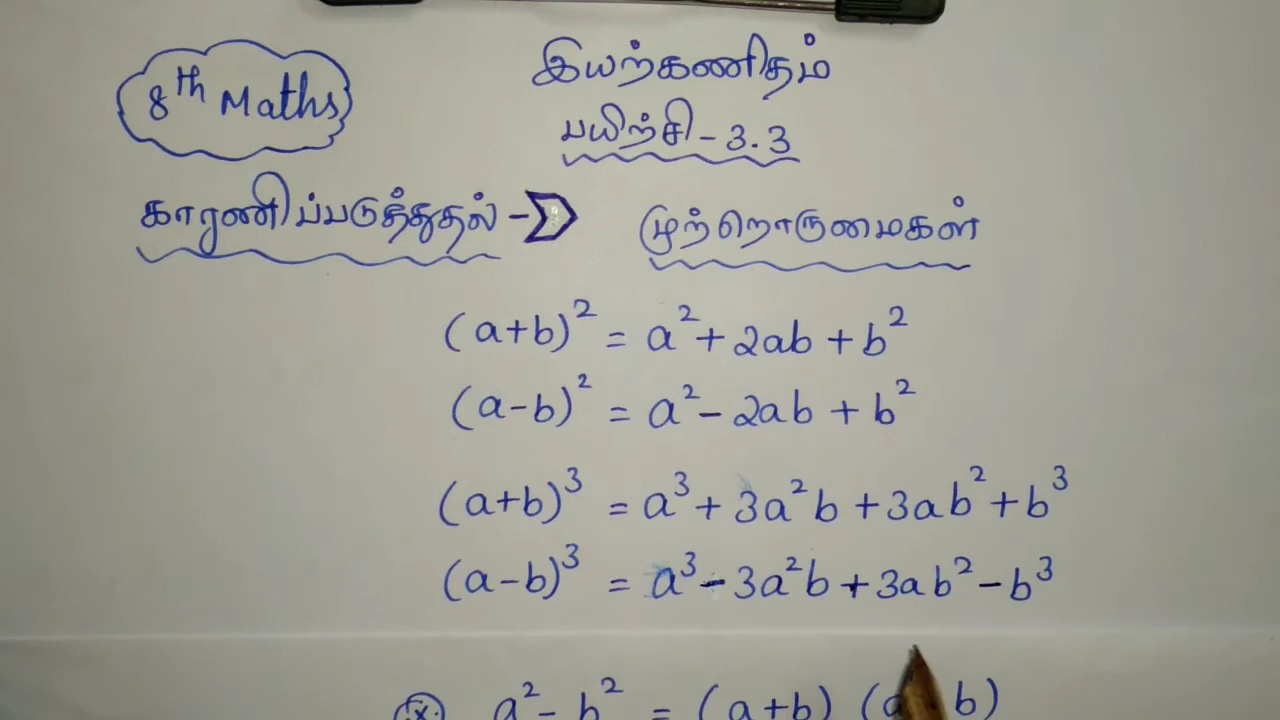 8th Maths
இயற்கணிதம்
பயிற்சி - 3.3
காரணிப்படுத்துதல் - முற்றொருமைகள்
(a+b)² = a² + 2ab + b²
(a-b)² = a² - 2ab + b²
(a+b)³ = a³ + 3a²b + 3ab² + b³
(a-b)³ = a³ - 3a²b + 3ab² - b³
a² - b² = (a+b) (a b)